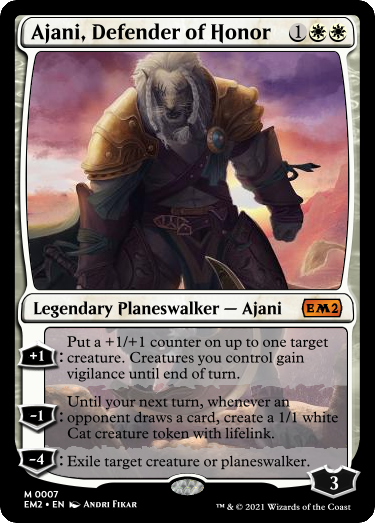 Ajani, Defender of Honor 1
Legendary Planeswalker — Ajani EM2
+1: Put a +1/+1 counter on up to one target
creature. Creatures you control gain
vigilance until end of turn.
Until your next turn, whenever an
-1: opponent draws a card, create a 1/1 white
Cat creature token with lifelink.
-4: Exile target creature or planeswalker.
3
M 0007
EM2 • EN Andri Fikar
™ & © 2021 Wizards of the Coast